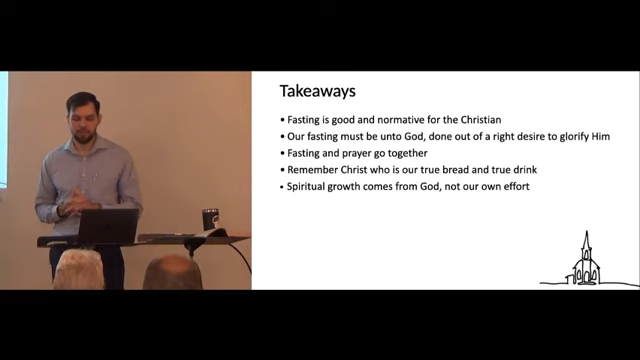 Takeaways
• Fasting is good and normative for the Christian
• Our fasting must be unto God, done out of a right desire to glorify Him
• Fasting and prayer go together
• Remember Christ who is our true bread and true drink
• Spiritual growth comes from God, not our own effort